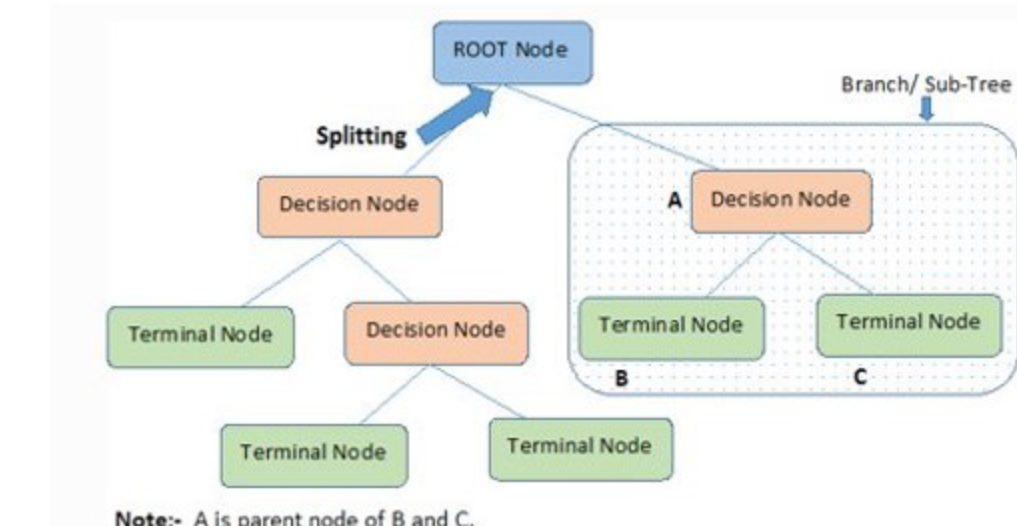 ROOT Node
Branch/ Sub-Tree
Splitting
Decision Node
A
Decision Node
Terminal Node
Decision Node
Terminal Node
Terminal Node
B
C
Terminal Node
Terminal Node
Note:- A is parent node of B and C.